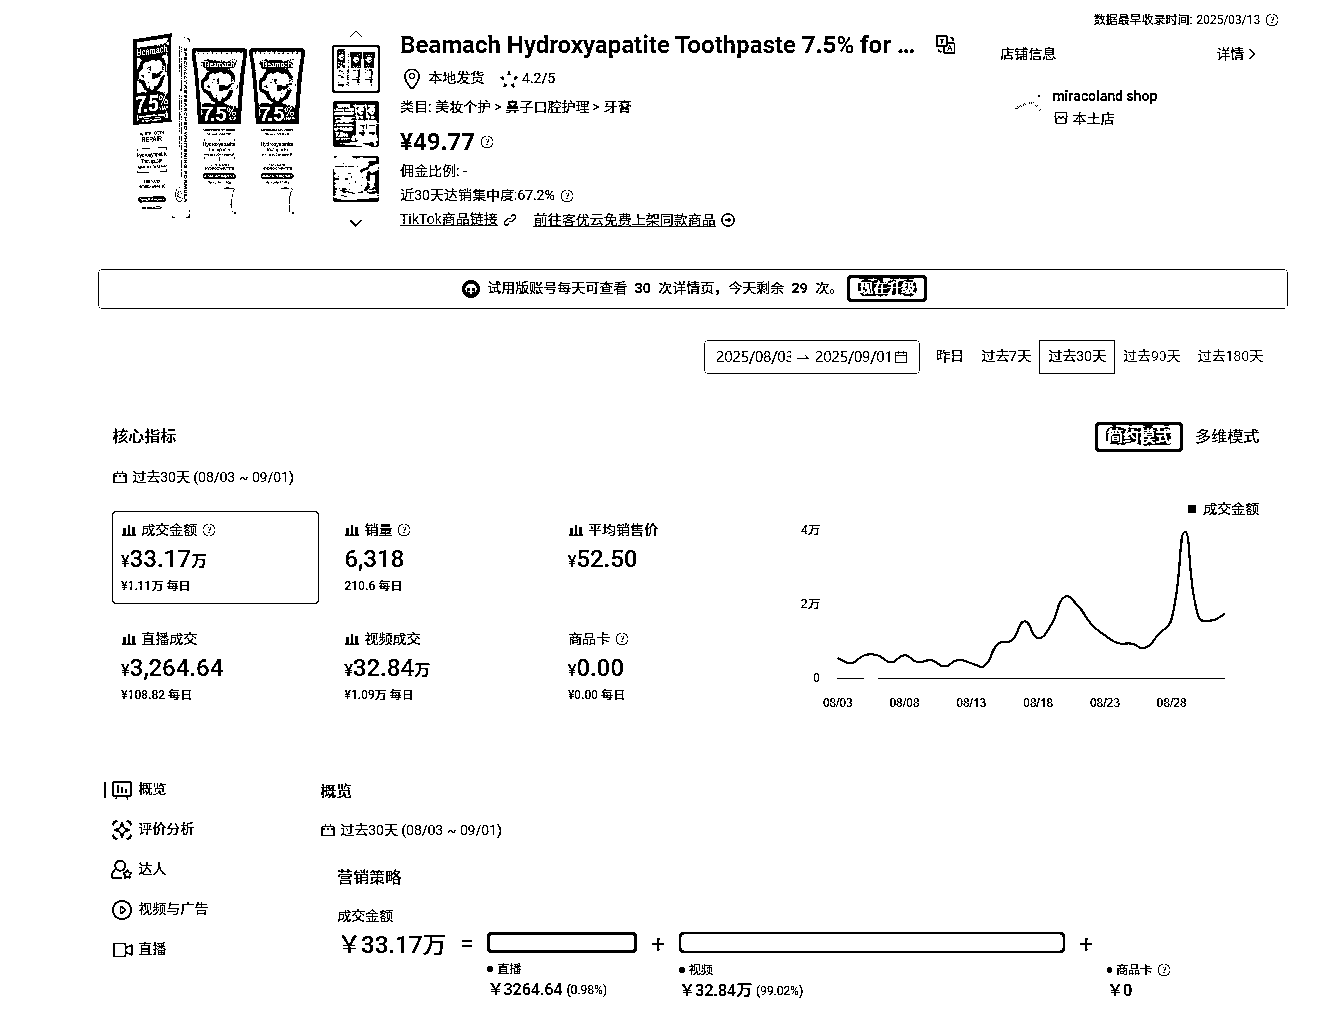 数据最早收录时间: 2025/03/13
Beamach Hydroxyapatite Toothpaste 7.5% for ...
本地发货 4.2/5
类目: 美妆个护 > 鼻子口腔护理 > 牙膏
¥49.77
佣金比例: -
近30天达销集中度:67.2%
TikTok商品链接 前往客优云免费上架同款商品
店铺信息 详情
miracoland shop
本土店
Beamach
7.5%
Beamach
7.5%
Beamach
7.5%
REPAIR
试用版账号每天可查看 30 次详情页，今天剩余 29 次。 现在升级
2025/08/03 → 2025/09/01 昨日 过去7天 过去30天 过去90天 过去180天
核心指标
简约模式 多维模式
过去30天 (08/03 ~ 09/01)
成交金额
¥33.17万
¥1.11万 每日
销量
6,318
210.6 每日
平均销售价
¥52.50
直播成交
¥3,264.64
¥108.82 每日
视频成交
¥32.84万
¥1.09万 每日
商品卡
¥0.00
¥0.00 每日
成交金额
4万
2万
0
08/03 08/08 08/13 08/18 08/23 08/28
概览
评价分析
达人
视频与广告
直播
概览
过去30天 (08/03 ~ 09/01)
营销策略
成交金额
¥33.17万 = + +
直播
¥3264.64 (0.98%)
视频
¥32.84万 (99.02%)
商品卡
¥0